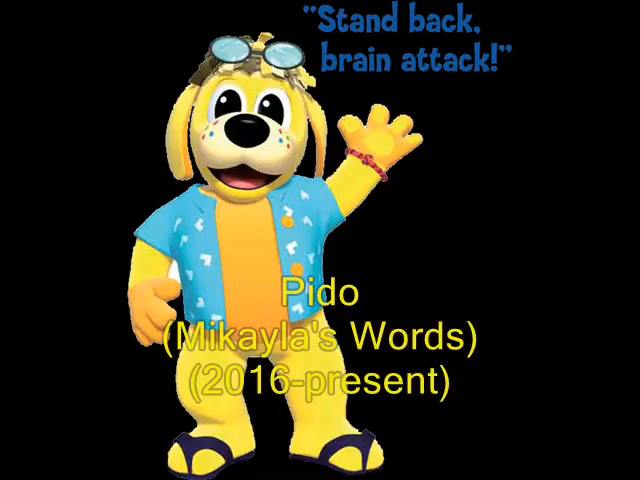 "Stand back,
brain attack!"
Pido
(Mikayla's Words)
(2016-present)